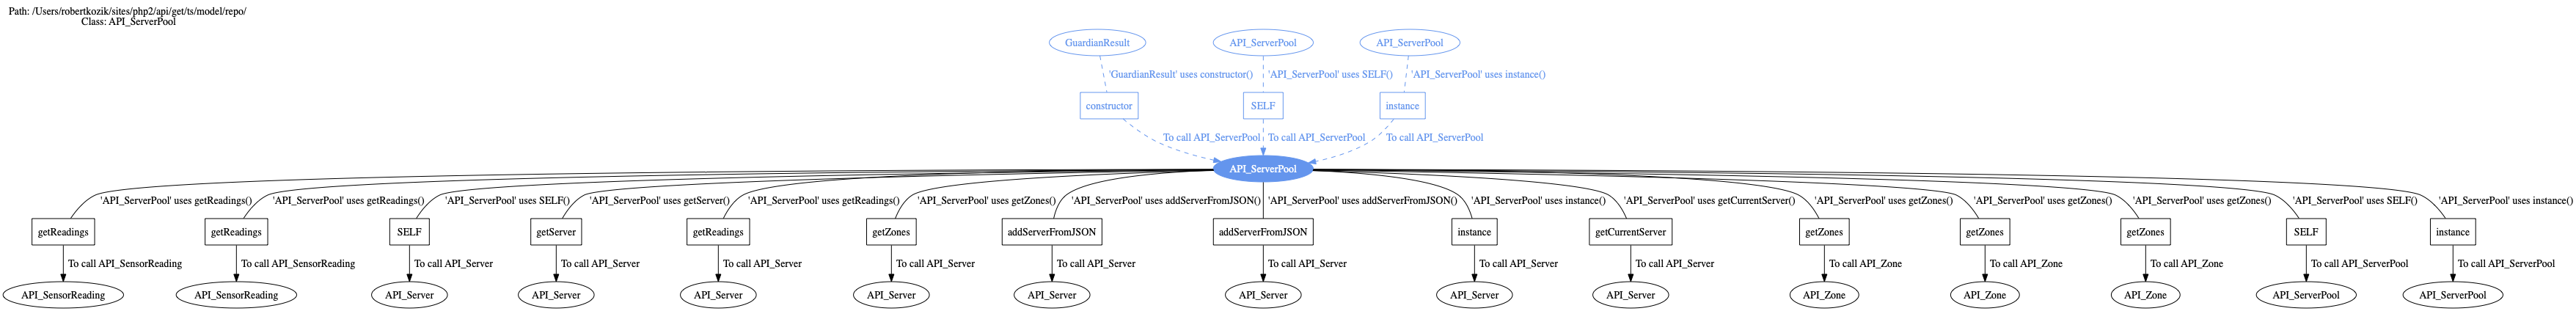 Path: /Users/robertkozik/sites/php2/api/get/ts/model/repo/
Class: API_ServerPool
GuardianResult
API_ServerPool
API_ServerPool
'GuardianResult' uses constructor()
'API_ServerPool' uses SELF()
'API_ServerPool' uses instance()
constructor
SELF
instance
To call API_ServerPool
To call API_ServerPool
To call API_ServerPool
API_ServerPool
'API_ServerPool' uses getReadings()
'API_ServerPool' uses getReadings()
'API_ServerPool' uses SELF()
'API_ServerPool' uses getServer()
'API_ServerPool' uses getReadings()
'API_ServerPool' uses getZones()
'API_ServerPool' uses addServerFromJSON()
'API_ServerPool' uses addServerFromJSON()
'API_ServerPool' uses instance()
'API_ServerPool' uses getCurrentServer()
'API_ServerPool' uses getZones()
'API_ServerPool' uses getZones()
'API_ServerPool' uses getZones()
'API_ServerPool' uses SELF()
'API_ServerPool' uses instance()
getReadings
getReadings
SELF
getServer
getReadings
getZones
addServerFromJSON
addServerFromJSON
instance
getCurrentServer
getZones
getZones
getZones
SELF
instance
To call API_SensorReading
To call API_SensorReading
To call API_Server
To call API_Server
To call API_Server
To call API_Server
To call API_Server
To call API_Server
To call API_Server
To call API_Server
To call API_Zone
To call API_Zone
To call API_Zone
To call API_ServerPool
To call API_ServerPool
API_SensorReading
API_SensorReading
API_Server
API_Server
API_Server
API_Server
API_Server
API_Server
API_Server
API_Server
API_Zone
API_Zone
API_Zone
API_ServerPool
API_ServerPool